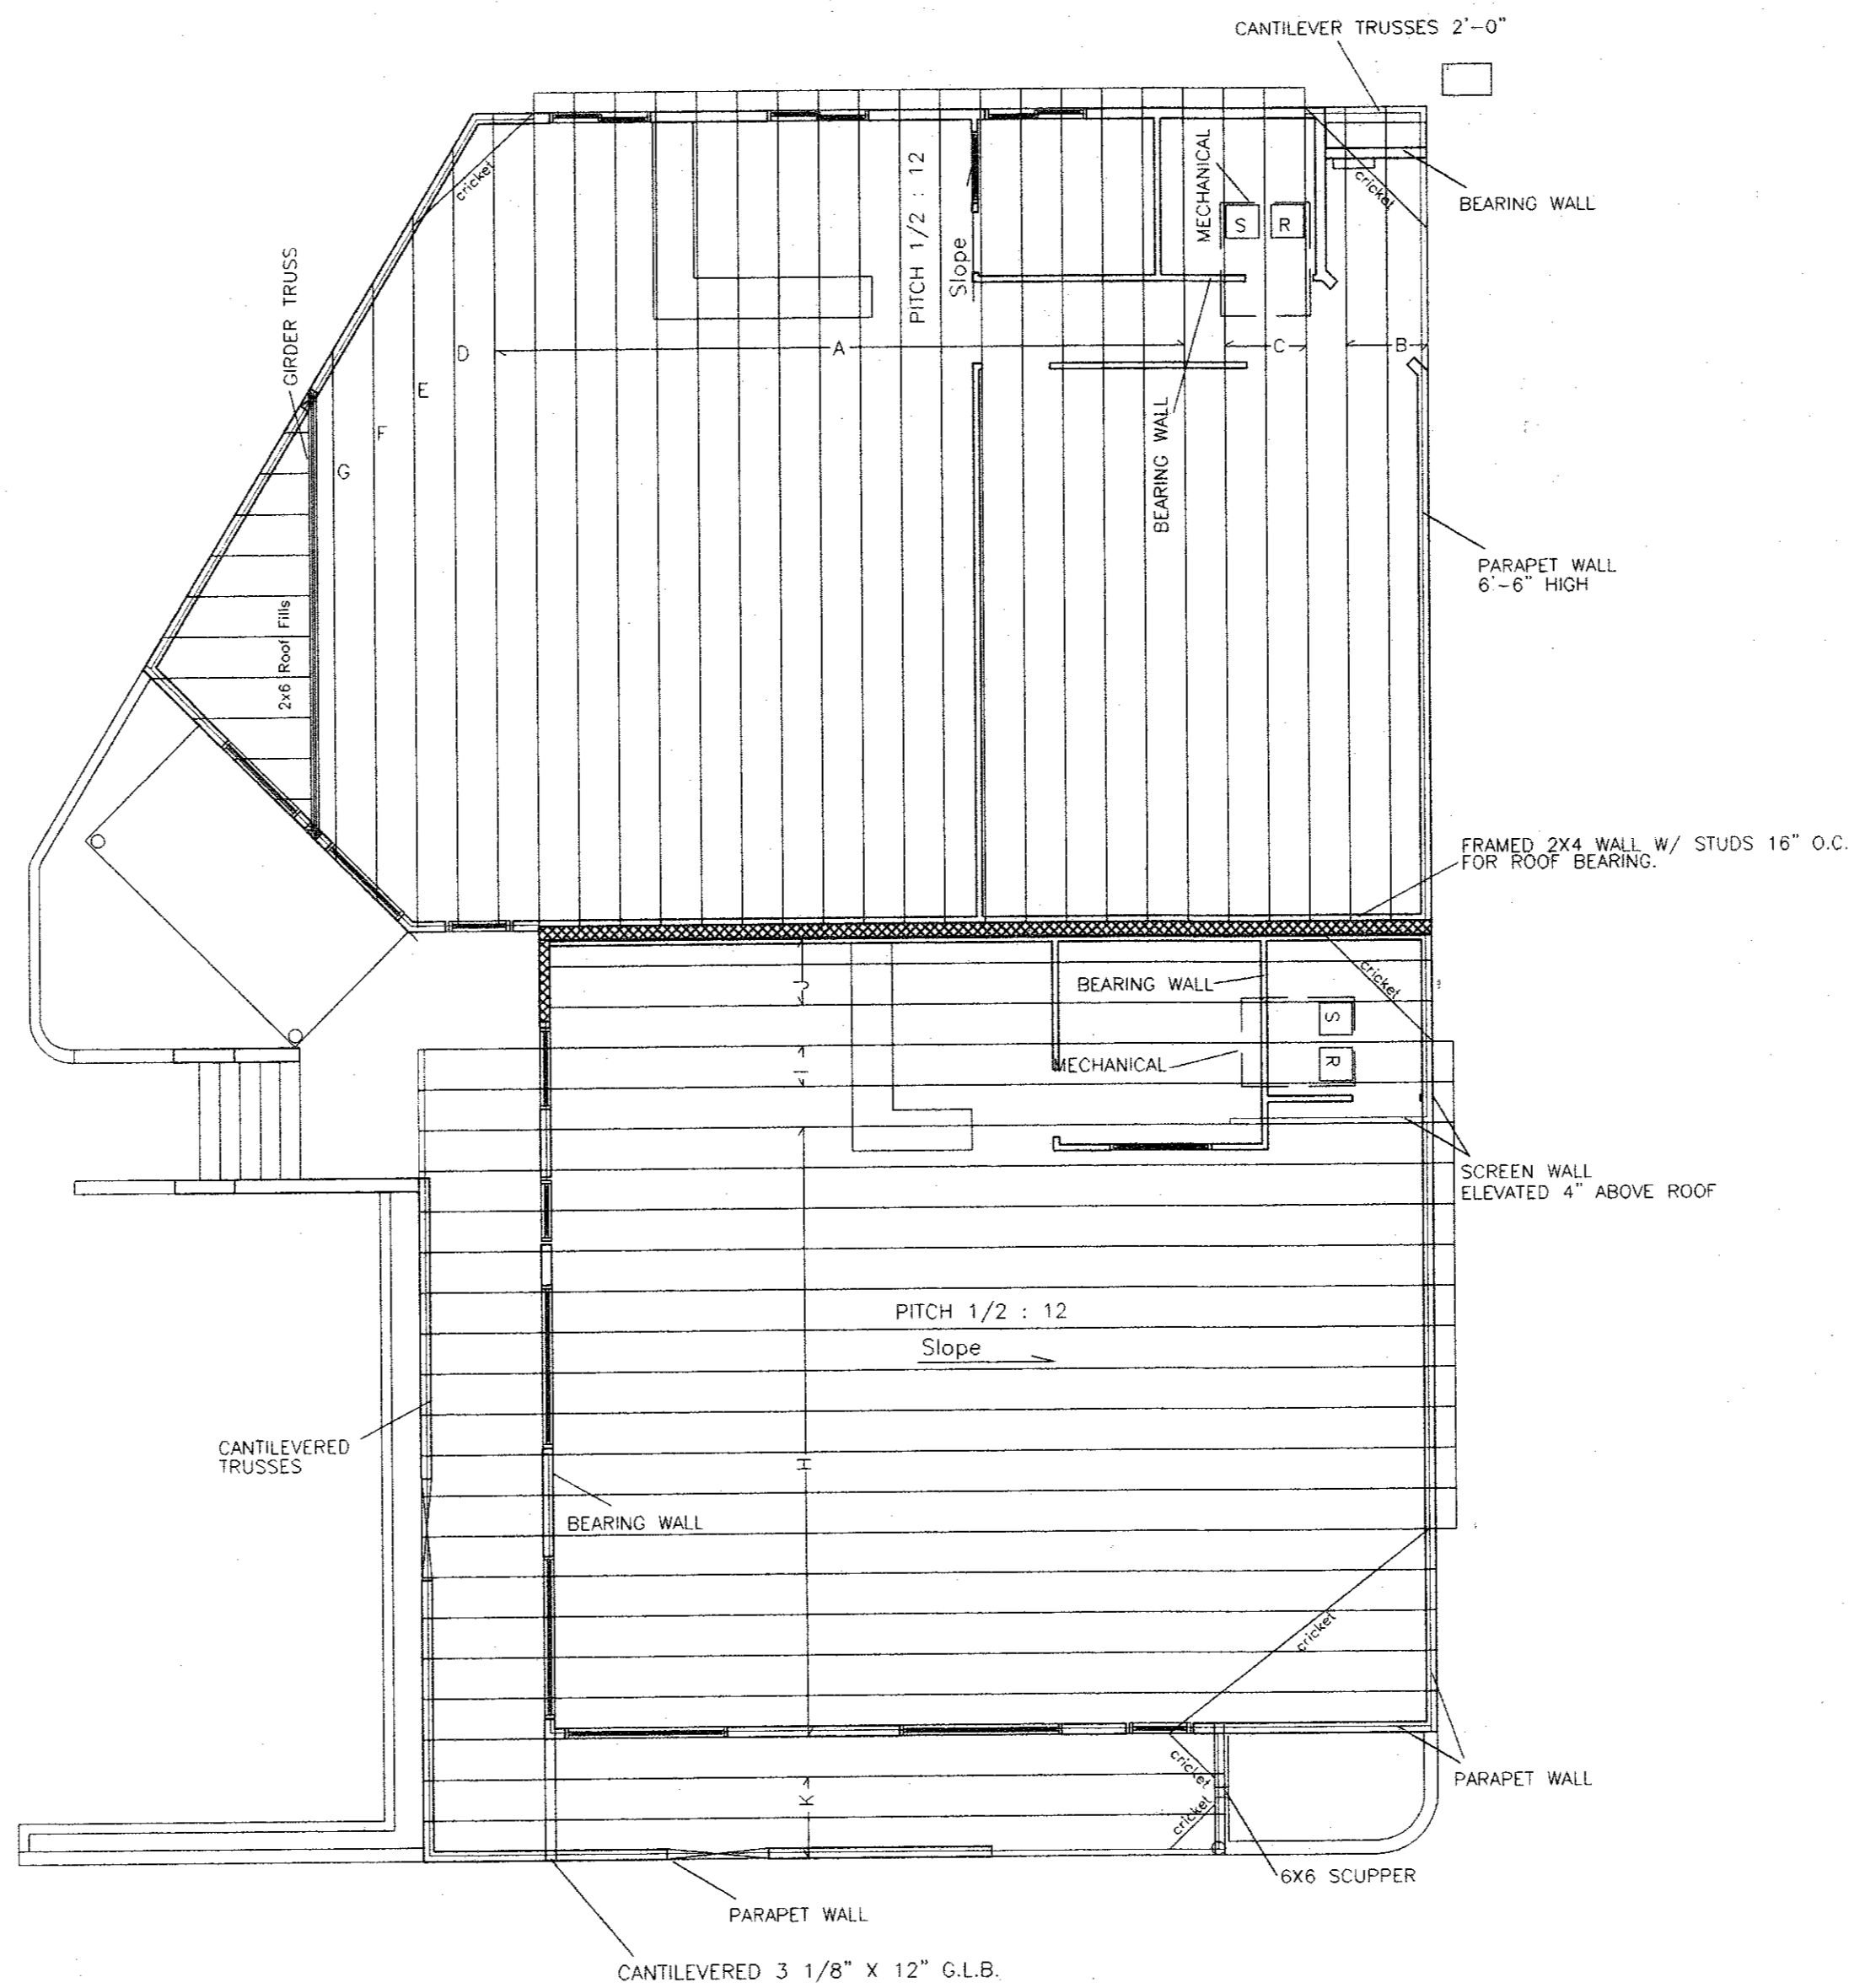 CANTILEVER TRUSSES 2'-0"
cricket
PITCH 1/2 : 12
Slope
MECHANICAL
S
R
cricket
BEARING WALL
GIRDER TRUSS
D
A
C
B
E
F
G
BEARING WALL
PARAPET WALL
6'-6" HIGH
2x6 Roof Fills
FRAMED 2X4 WALL W/ STUDS 16" O.C.
FOR ROOF BEARING.
J
BEARING WALL
cricket
S
R
I
MECHANICAL
SCREEN WALL
ELEVATED 4" ABOVE ROOF
PITCH 1/2 : 12
Slope
CANTILEVERED
TRUSSES
H
BEARING WALL
cricket
cricket
K
cricket
PARAPET WALL
6X6 SCUPPER
PARAPET WALL
CANTILEVERED 3 1/8" X 12" G.L.B.